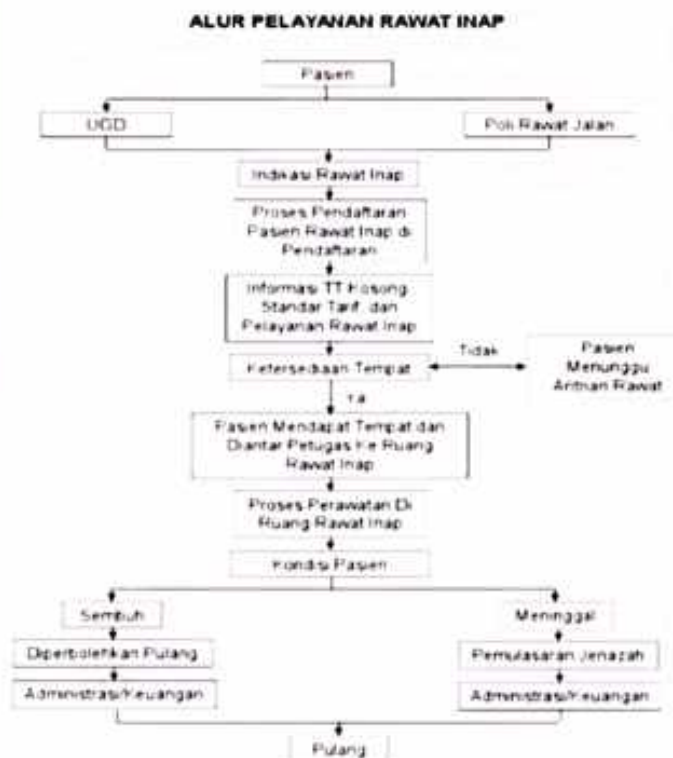 ALUR PELAYANAN RAWAT INAP
Pasien
UGD
Poli Rawat Jalan
Indikasi Rawat Inap
Proses Pendaftaran
Pasien Rawat Inap di
Pendaftaran
Informasi TT Kosong
Standar Tarif, dan
Pelayanan Rawat Inap
Ketersediaan Tempat
Tidak
Pasien
Menunggu
Antrian Rawat
Ya
Pasien Mendapat Tempat dan
Diantar Petugas Ke Ruang
Rawat Inap
Proses Perawatan Di
Ruang Rawat Inap
Kondisi Pasien
Sembuh
Meninggal
Diperbolehkan Pulang
Pemulasaran Jenazah
Administrasi/Keuangan
Administrasi/Keuangan
Pulang